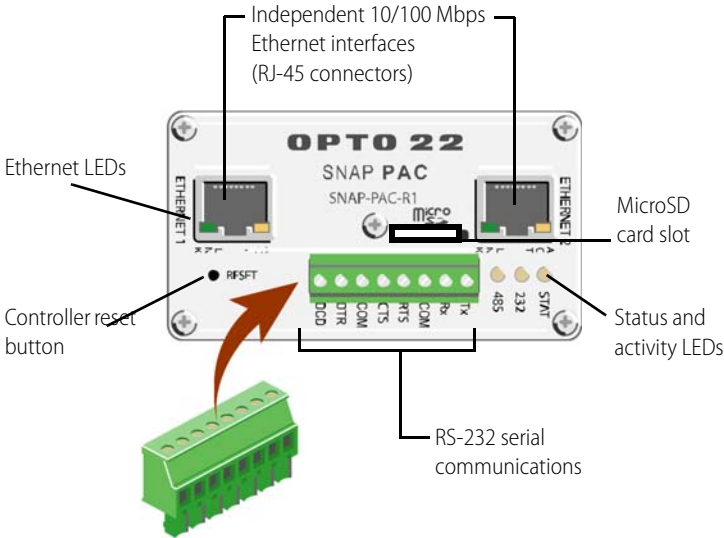 Independent 10/100 Mbps
Ethernet interfaces
(RJ-45 connectors)
OPTO 22
SNAP PAC
SNAP-PAC-R1
Micro
Ethernet LEDs
ETHERNET 1
ETHERNET 2
MicroSD
card slot
RESET
DCD
DTR
COM
CTS
RTS
COM
Rx
Tx
485
232
STAT
Controller reset
button
Status and
activity LEDs
RS-232 serial
communications